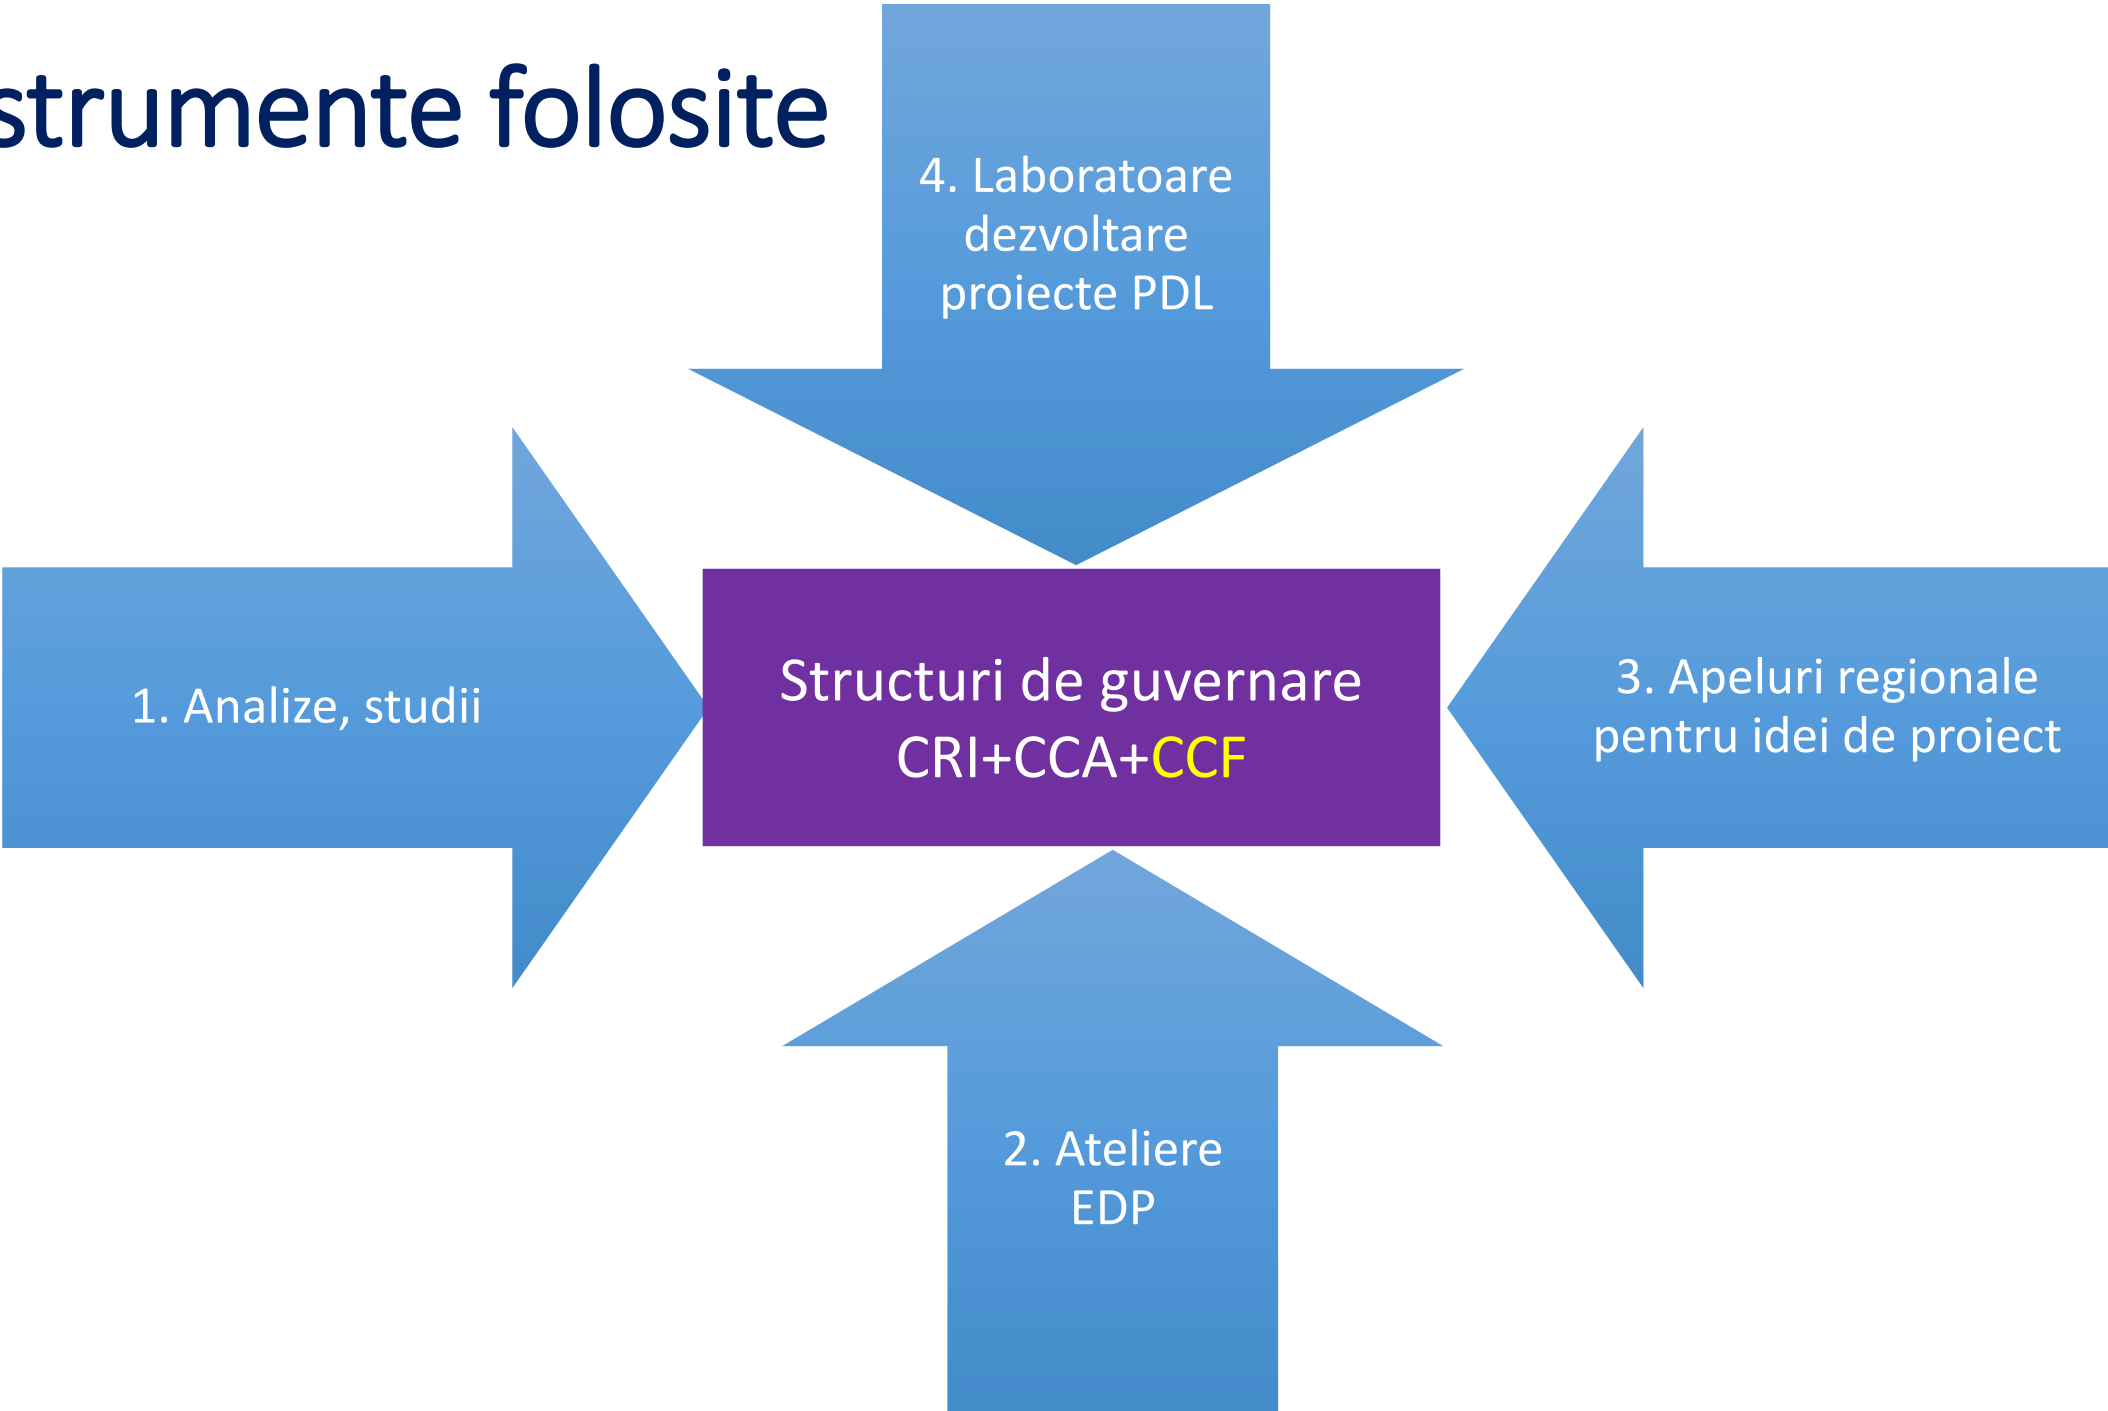 strumente folosite
4. Laboratoare
dezvoltare
proiecte PDL
1. Analize, studii
Structuri de guvernare
CRI+CCA+CCF
3. Apeluri regionale
pentru idei de proiect
2. Ateliere
EDP